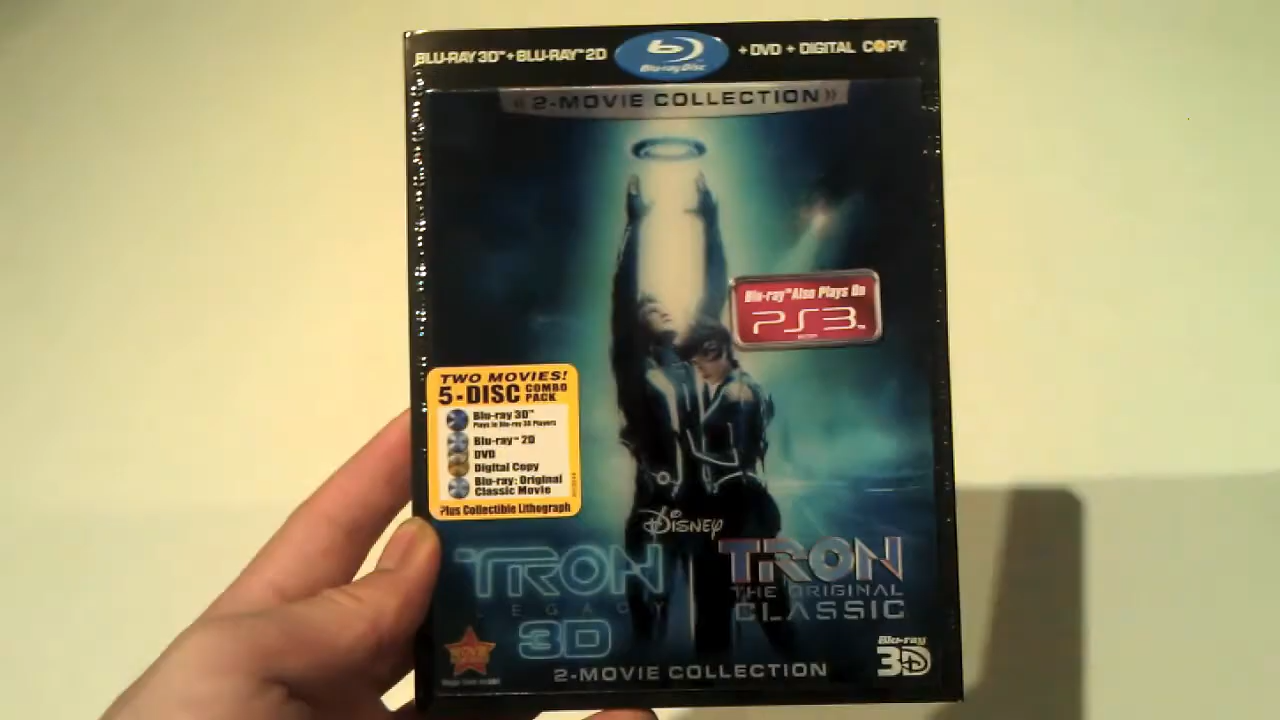 BLU-RAY 3D™ + BLU-RAY™ 2D
Blu-ray Disc
+ DVD + DIGITAL COPY
« 2-MOVIE COLLECTION »
Blu-ray™ Also Plays On
PS3™
TWO MOVIES!
5-DISC COMBO PACK
Blu-ray 3D™
Plays in Blu-ray 3D Players
Blu-ray™ 2D
DVD
Digital Copy
Blu-ray: Original
Classic Movie
Plus Collectible Lithograph
DISNEY
TRON
LEGACY
3D
TRON
THE ORIGINAL
CLASSIC
2-MOVIE COLLECTION
Blu-ray
3D